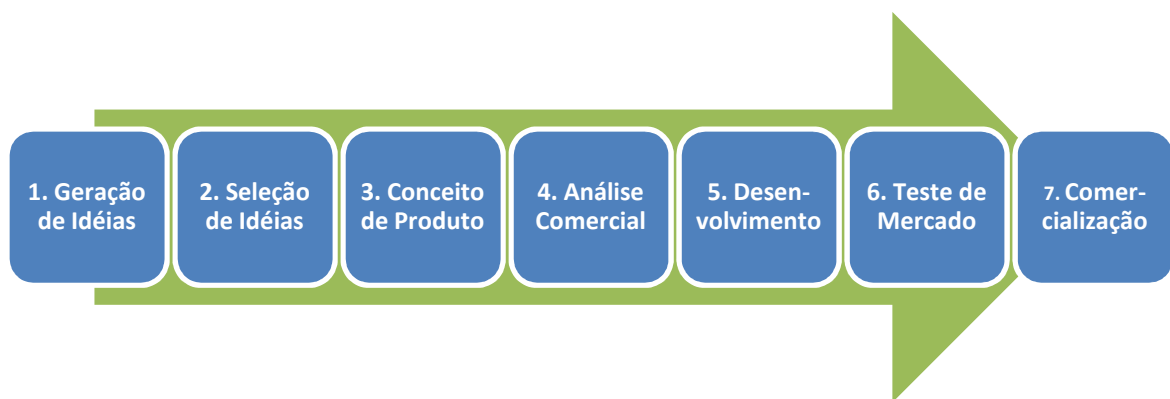 1. Geração
de Idéias
2. Seleção
de Idéias
3. Conceito
de Produto
4. Análise
Comercial
5. Desen-
volvimento
6. Teste de
Mercado
7. Comer-
cialização